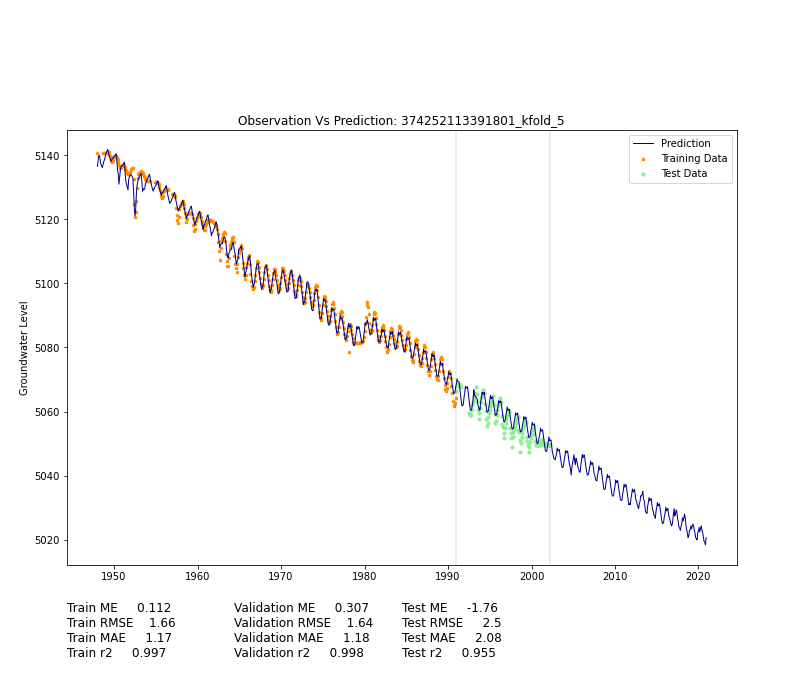 Observation Vs Prediction: 374252113391801_kfold_5
Prediction
Training Data
Test Data
Groundwater Level
5140
5120
5100
5080
5060
5040
5020
1950 1960 1970 1980 1990 2000 2010 2020
Train ME 0.112 Validation ME 0.307 Test ME -1.76
Train RMSE 1.66 Validation RMSE 1.64 Test RMSE 2.5
Train MAE 1.17 Validation MAE 1.18 Test MAE 2.08
Train r2 0.997 Validation r2 0.998 Test r2 0.955